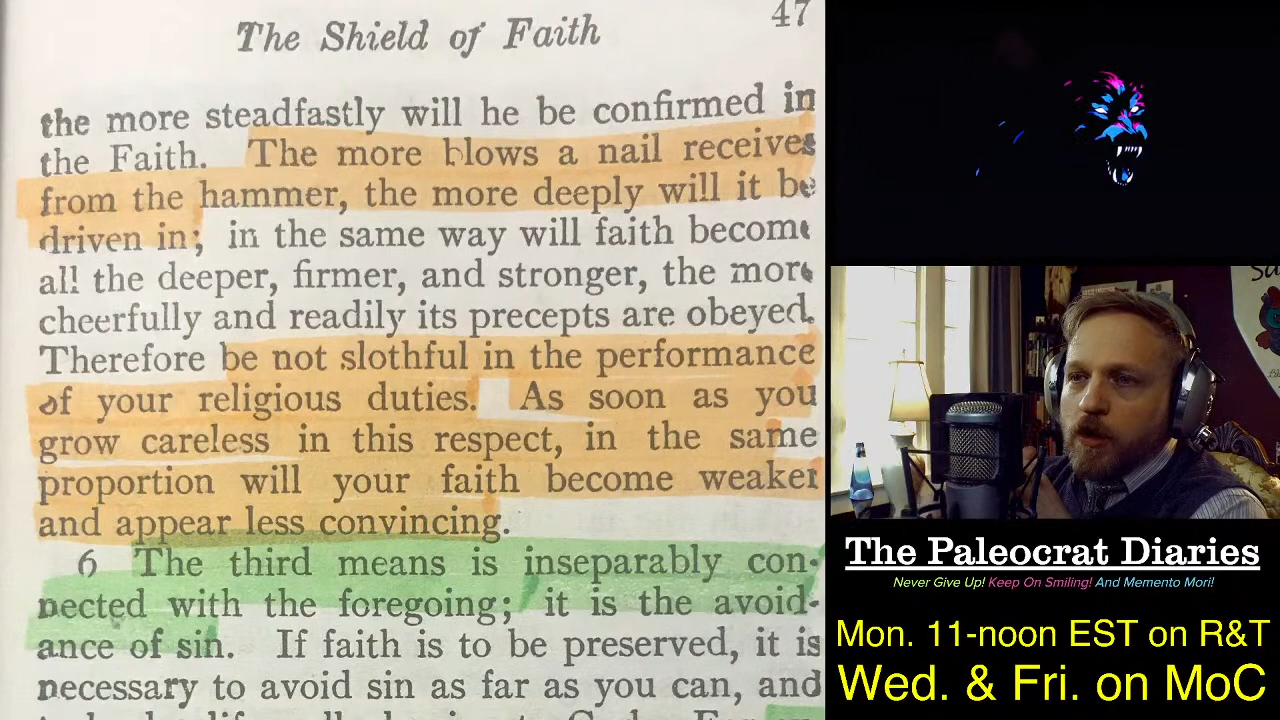 The Shield of Faith 47
the more steadfastly will he be confirmed in
the Faith. The more blows a nail receives
from the hammer, the more deeply will it be
driven in; in the same way will faith become
all the deeper, firmer, and stronger, the more
cheerfully and readily its precepts are obeyed.
Therefore be not slothful in the performance
of your religious duties. As soon as you
grow careless in this respect, in the same
proportion will your faith become weaker
and appear less convincing.
6 The third means is inseparably con-
nected with the foregoing; it is the avoid-
ance of sin. If faith is to be preserved, it is
necessary to avoid sin as far as you can, and
The Paleocrat Diaries
Never Give Up! Keep On Smiling! And Memento Mori!
Mon. 11-noon EST on R&T
Wed. & Fri. on MoC